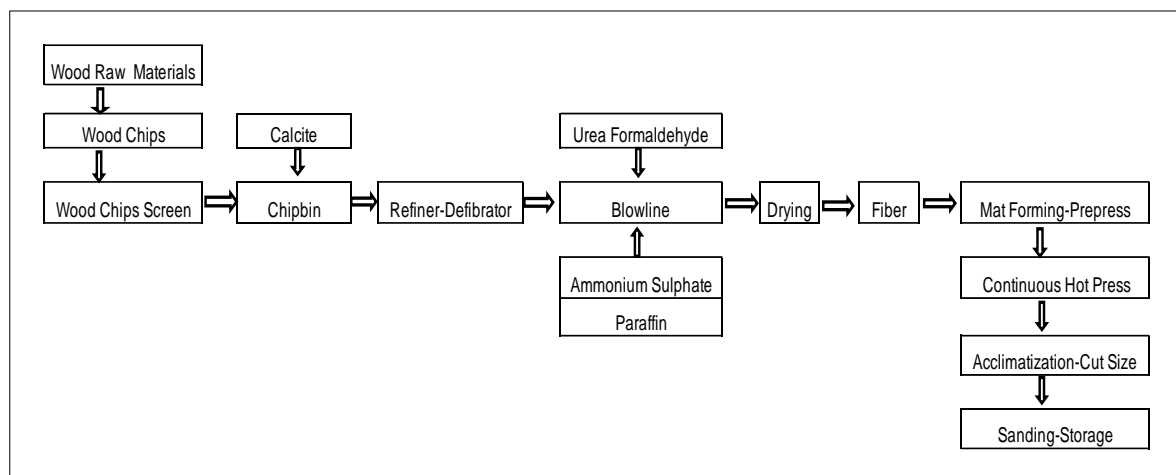 Wood Raw Materials
Wood Chips
Calcite
Urea Formaldehyde
Wood Chips Screen
Chipbin
Refiner-Defibrator
Blowline
Drying
Fiber
Mat Forming-Prepress
Ammonium Sulphate
Paraffin
Continuous Hot Press
Acclimatization-Cut Size
Sanding-Storage